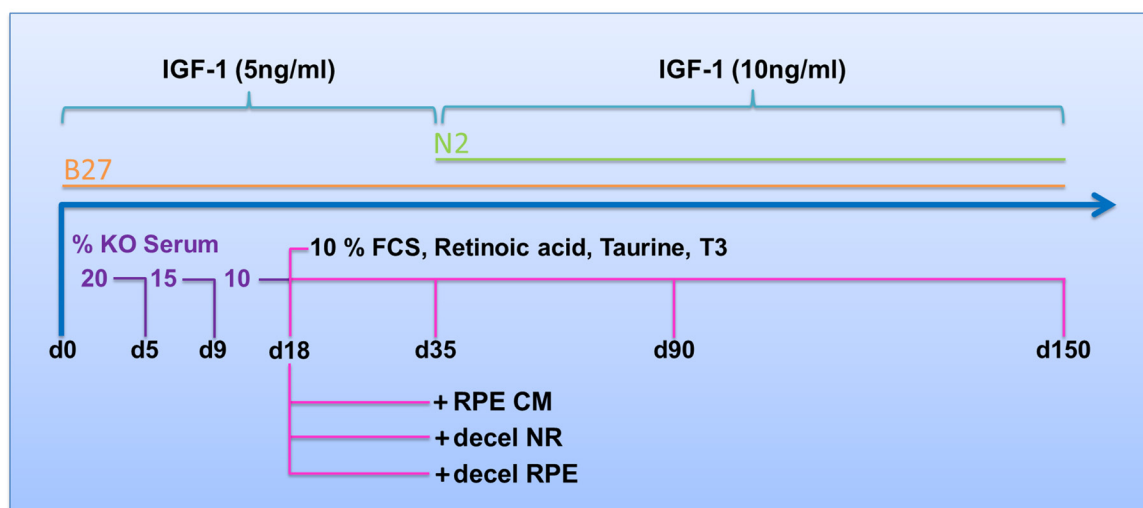 IGF-1 (5ng/ml) IGF-1 (10ng/ml)
N2
B27
% KO Serum
10 % FCS, Retinoic acid, Taurine, T3
20 15 10
d0 d5 d9 d18 d35 d90 d150
+ RPE CM
+ decel NR
+ decel RPE